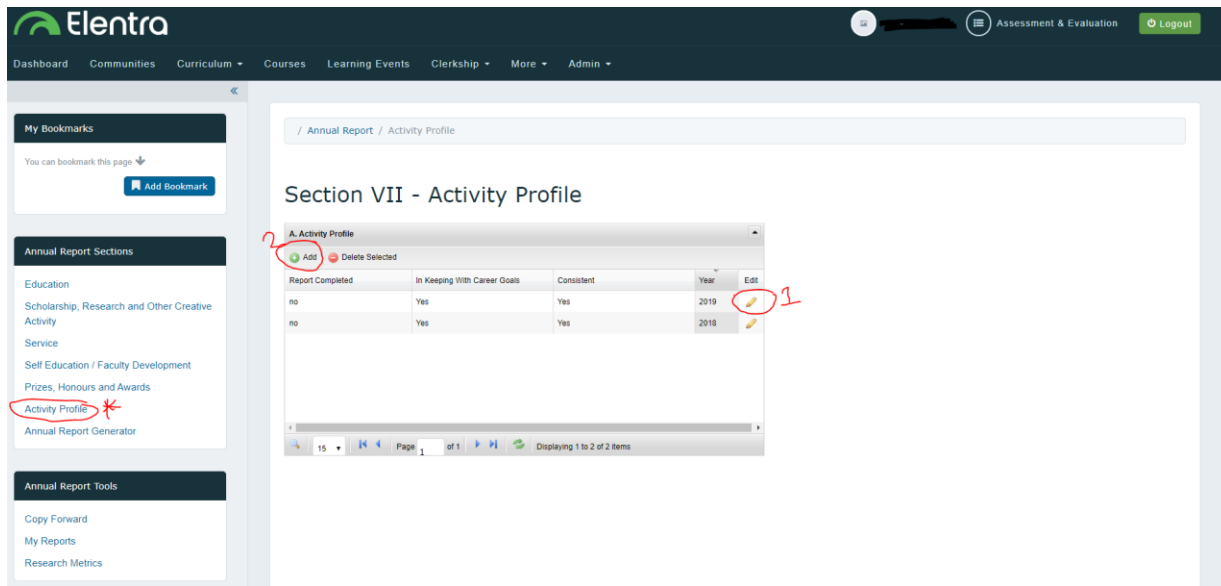 Elentra
Assessment & Evaluation
Logout
Dashboard Communities Curriculum Courses Learning Events Clerkship More Admin
«
My Bookmarks
You can bookmark this page
Add Bookmark
Annual Report Sections
Education
Scholarship, Research and Other Creative
Activity
Service
Self Education / Faculty Development
Prizes, Honours and Awards
Activity Profile *
Annual Report Generator
Annual Report Tools
Copy Forward
My Reports
Research Metrics
/ Annual Report / Activity Profile
Section VII - Activity Profile
A. Activity Profile
2
Add Delete Selected
Report Completed In Keeping With Career Goals Consistent Year Edit
no Yes Yes 2019 1
no Yes Yes 2018
15 Page 1 of 1 Displaying 1 to 2 of 2 items